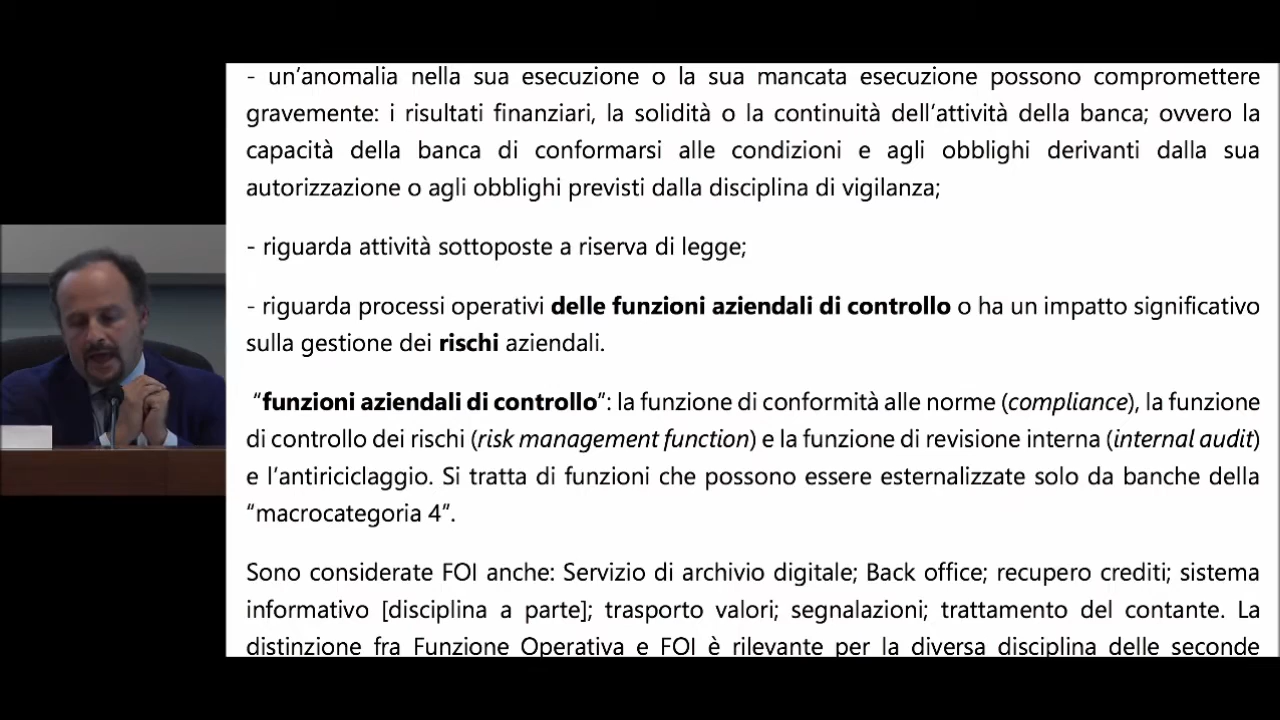 - un’anomalia nella sua esecuzione o la sua mancata esecuzione possono compromettere
gravemente: i risultati finanziari, la solidità o la continuità dell’attività della banca; ovvero la
capacità della banca di conformarsi alle condizioni e agli obblighi derivanti dalla sua
autorizzazione o agli obblighi previsti dalla disciplina di vigilanza;
- riguarda attività sottoposte a riserva di legge;
- riguarda processi operativi delle funzioni aziendali di controllo o ha un impatto significativo
sulla gestione dei rischi aziendali.
“funzioni aziendali di controllo”: la funzione di conformità alle norme (compliance), la funzione
di controllo dei rischi (risk management function) e la funzione di revisione interna (internal audit)
e l’antiriciclaggio. Si tratta di funzioni che possono essere esternalizzate solo da banche della
“macrocategoria 4”.
Sono considerate FOI anche: Servizio di archivio digitale; Back office; recupero crediti; sistema
informativo [disciplina a parte]; trasporto valori; segnalazioni; trattamento del contante. La
distinzione fra Funzione Operativa e FOI è rilevante per la diversa disciplina delle seconde